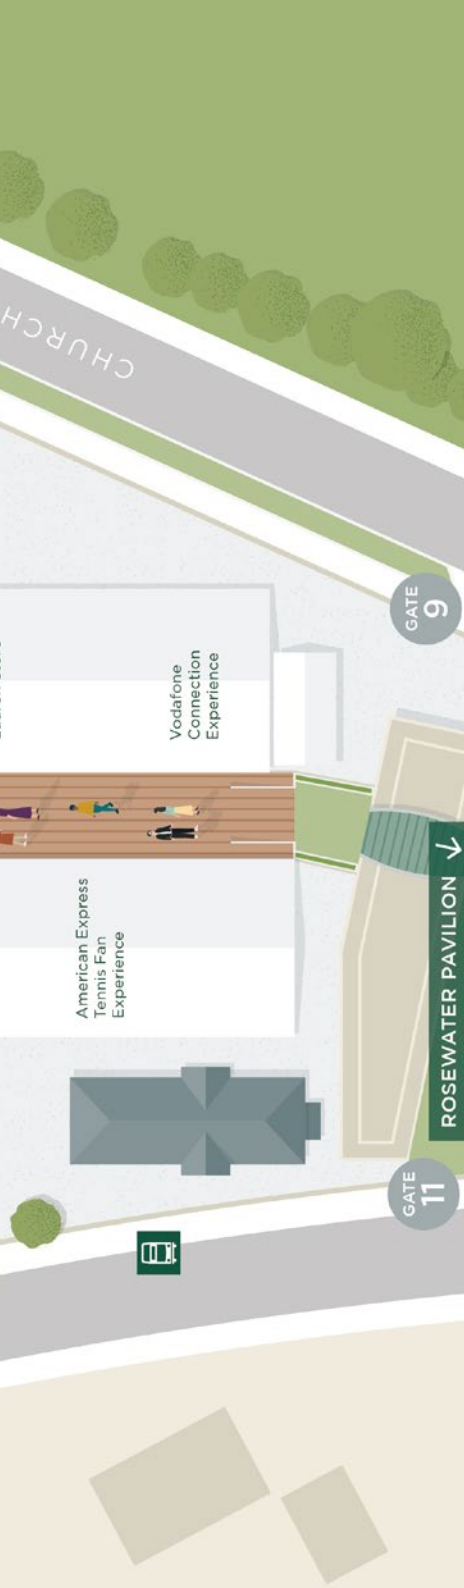 CHURCH
GATE
9
Vodafone
Connection
Experience
American Express
Tennis Fan
Experience
ROSEWATER PAVILION
GATE
11